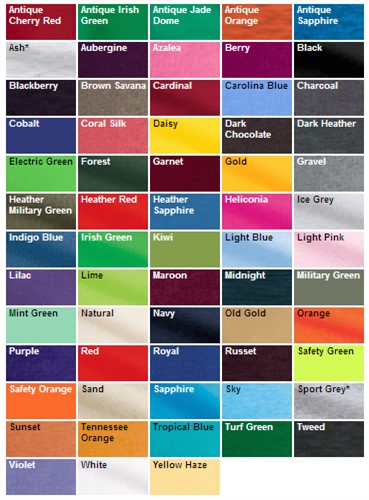 Antique
Cherry Red
Antique Irish
Green
Antique Jade
Dome
Antique
Orange
Antique
Sapphire
Ash*
Aubergine
Azalea
Berry
Black
Blackberry
Brown Savana
Cardinal
Carolina Blue
Charcoal
Cobalt
Coral Silk
Daisy
Dark
Chocolate
Dark Heather
Electric Green
Forest
Garnet
Gold
Gravel
Heather
Military Green
Heather Red
Heather
Sapphire
Heliconia
Ice Grey
Indigo Blue
Irish Green
Kiwi
Light Blue
Light Pink
Lilac
Lime
Maroon
Midnight
Military Green
Mint Green
Natural
Navy
Old Gold
Orange
Purple
Red
Royal
Russet
Safety Green
Safety Orange
Sand
Sapphire
Sky
Sport Grey*
Sunset
Tennessee
Orange
Tropical Blue
Turf Green
Tweed
Violet
White
Yellow Haze